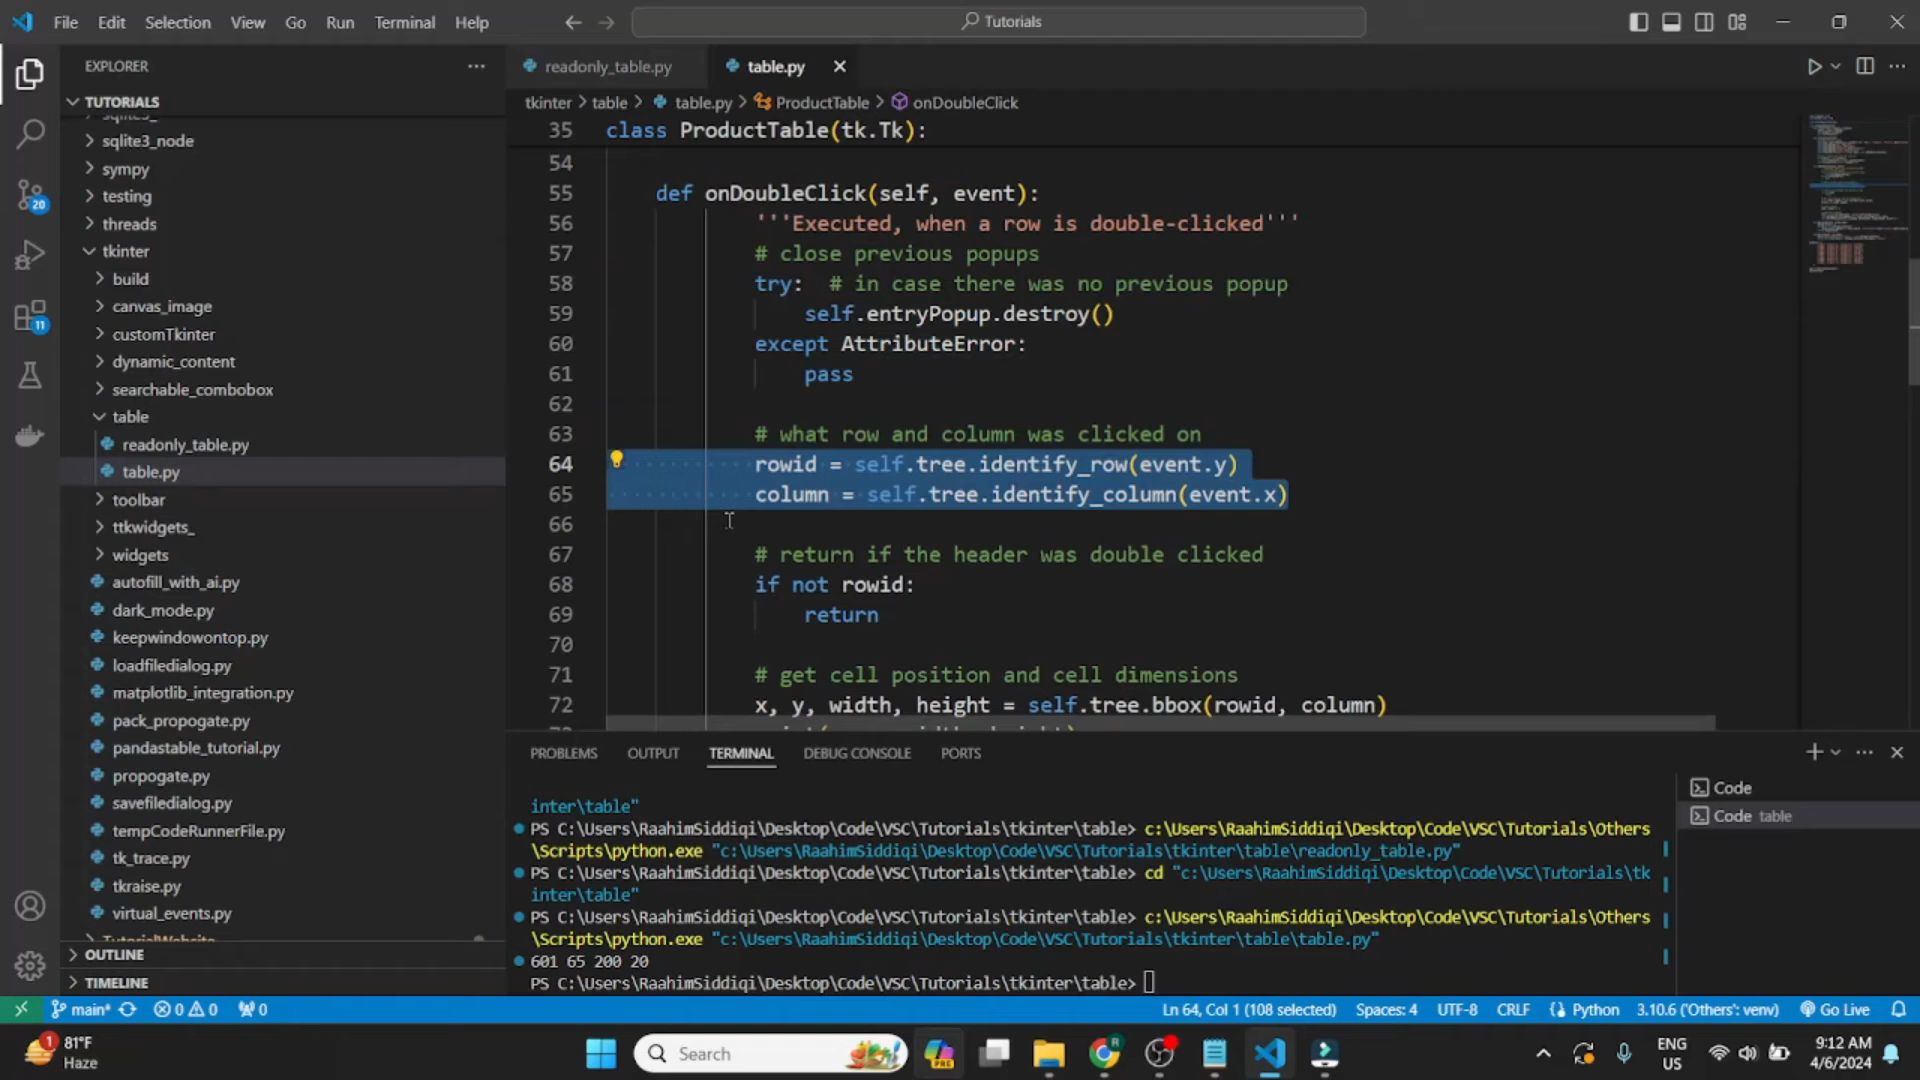 File Edit Selection View Go Run Terminal Help
Tutorials
EXPLORER
TUTORIALS
sqlite3_node
sympy
testing
threads
tkinter
build
canvas_image
customTkinter
dynamic_content
searchable_combobox
table
readonly_table.py
table.py
toolbar
ttkwidgets_
widgets
autofill_with_ai.py
dark_mode.py
keepwindowontop.py
loadfiledialog.py
matplotlib_integration.py
pack_propogate.py
pandastable_tutorial.py
propogate.py
savefiledialog.py
tempCodeRunnerFile.py
tk_trace.py
tkraise.py
virtual_events.py
OUTLINE
TIMELINE
20
11
readonly_table.py table.py
tkinter > table > table.py > ProductTable > onDoubleClick
35 class ProductTable(tk.Tk):
54
55 def onDoubleClick(self, event):
56 '''Executed, when a row is double-clicked'''
57 # close previous popups
58 try: # in case there was no previous popup
59 self.entryPopup.destroy()
60 except AttributeError:
61 pass
62
63 # what row and column was clicked on
64 rowid = self.tree.identify_row(event.y)
65 column = self.tree.identify_column(event.x)
66
67 # return if the header was double clicked
68 if not rowid:
69 return
70
71 # get cell position and cell dimensions
72 x, y, width, height = self.tree.bbox(rowid, column)
PROBLEMS OUTPUT TERMINAL DEBUG CONSOLE PORTS
inter\table"
PS C:\Users\RaahimSiddiqi\Desktop\Code\VSC\Tutorials\tkinter\table> c:\Users\RaahimSiddiqi\Desktop\Code\VSC\Tutorials\Others
\Scripts\python.exe "c:\Users\RaahimSiddiqi\Desktop\Code\VSC\Tutorials\tkinter\table\readonly_table.py"
PS C:\Users\RaahimSiddiqi\Desktop\Code\VSC\Tutorials\tkinter\table> cd "c:\Users\RaahimSiddiqi\Desktop\Code\VSC\Tutorials\tk
inter\table"
PS C:\Users\RaahimSiddiqi\Desktop\Code\VSC\Tutorials\tkinter\table> c:\Users\RaahimSiddiqi\Desktop\Code\VSC\Tutorials\Others
\Scripts\python.exe "c:\Users\RaahimSiddiqi\Desktop\Code\VSC\Tutorials\tkinter\table\table.py"
601 65 200 20
PS C:\Users\RaahimSiddiqi\Desktop\Code\VSC\Tutorials\tkinter\table>
Code
Code table
main* 0 0 0 Ln 64, Col 1 (108 selected) Spaces: 4 UTF-8 CRLF Python 3.10.6 ('Others': venv) Go Live
1
81°F
Haze
Search
PRE
ENG
US
9:12 AM
4/6/2024